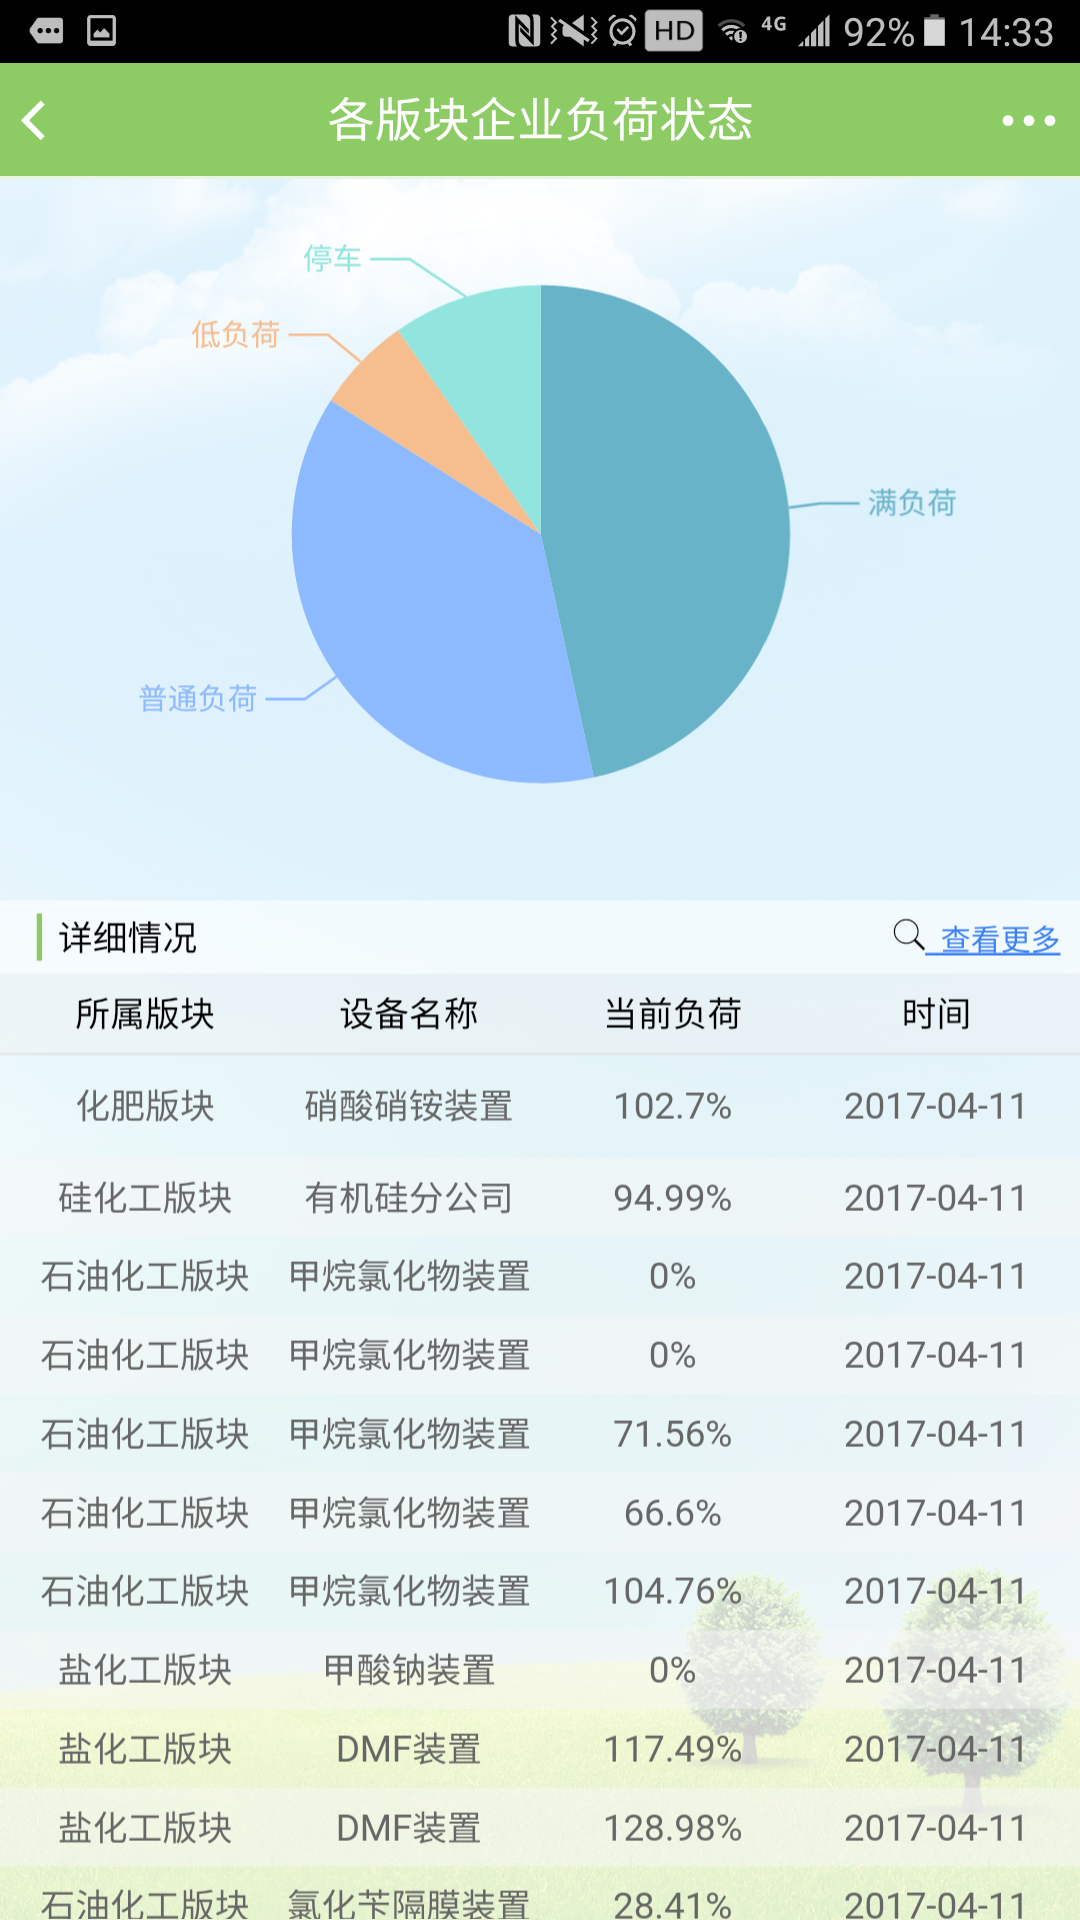 HD 4G 92% 14:33
各版块企业负荷状态
停车
低负荷
满负荷
普通负荷
详细情况 查看更多
所属版块 设备名称 当前负荷 时间
化肥版块 硝酸硝铵装置 102.7% 2017-04-11
硅化工版块 有机硅分公司 94.99% 2017-04-11
石油化工版块 甲烷氯化物装置 0% 2017-04-11
石油化工版块 甲烷氯化物装置 0% 2017-04-11
石油化工版块 甲烷氯化物装置 71.56% 2017-04-11
石油化工版块 甲烷氯化物装置 66.6% 2017-04-11
石油化工版块 甲烷氯化物装置 104.76% 2017-04-11
盐化工版块 甲酸钠装置 0% 2017-04-11
盐化工版块 DMF装置 117.49% 2017-04-11
盐化工版块 DMF装置 128.98% 2017-04-11
石油化工版块 氯化苄隔膜装置 28.41% 2017-04-11